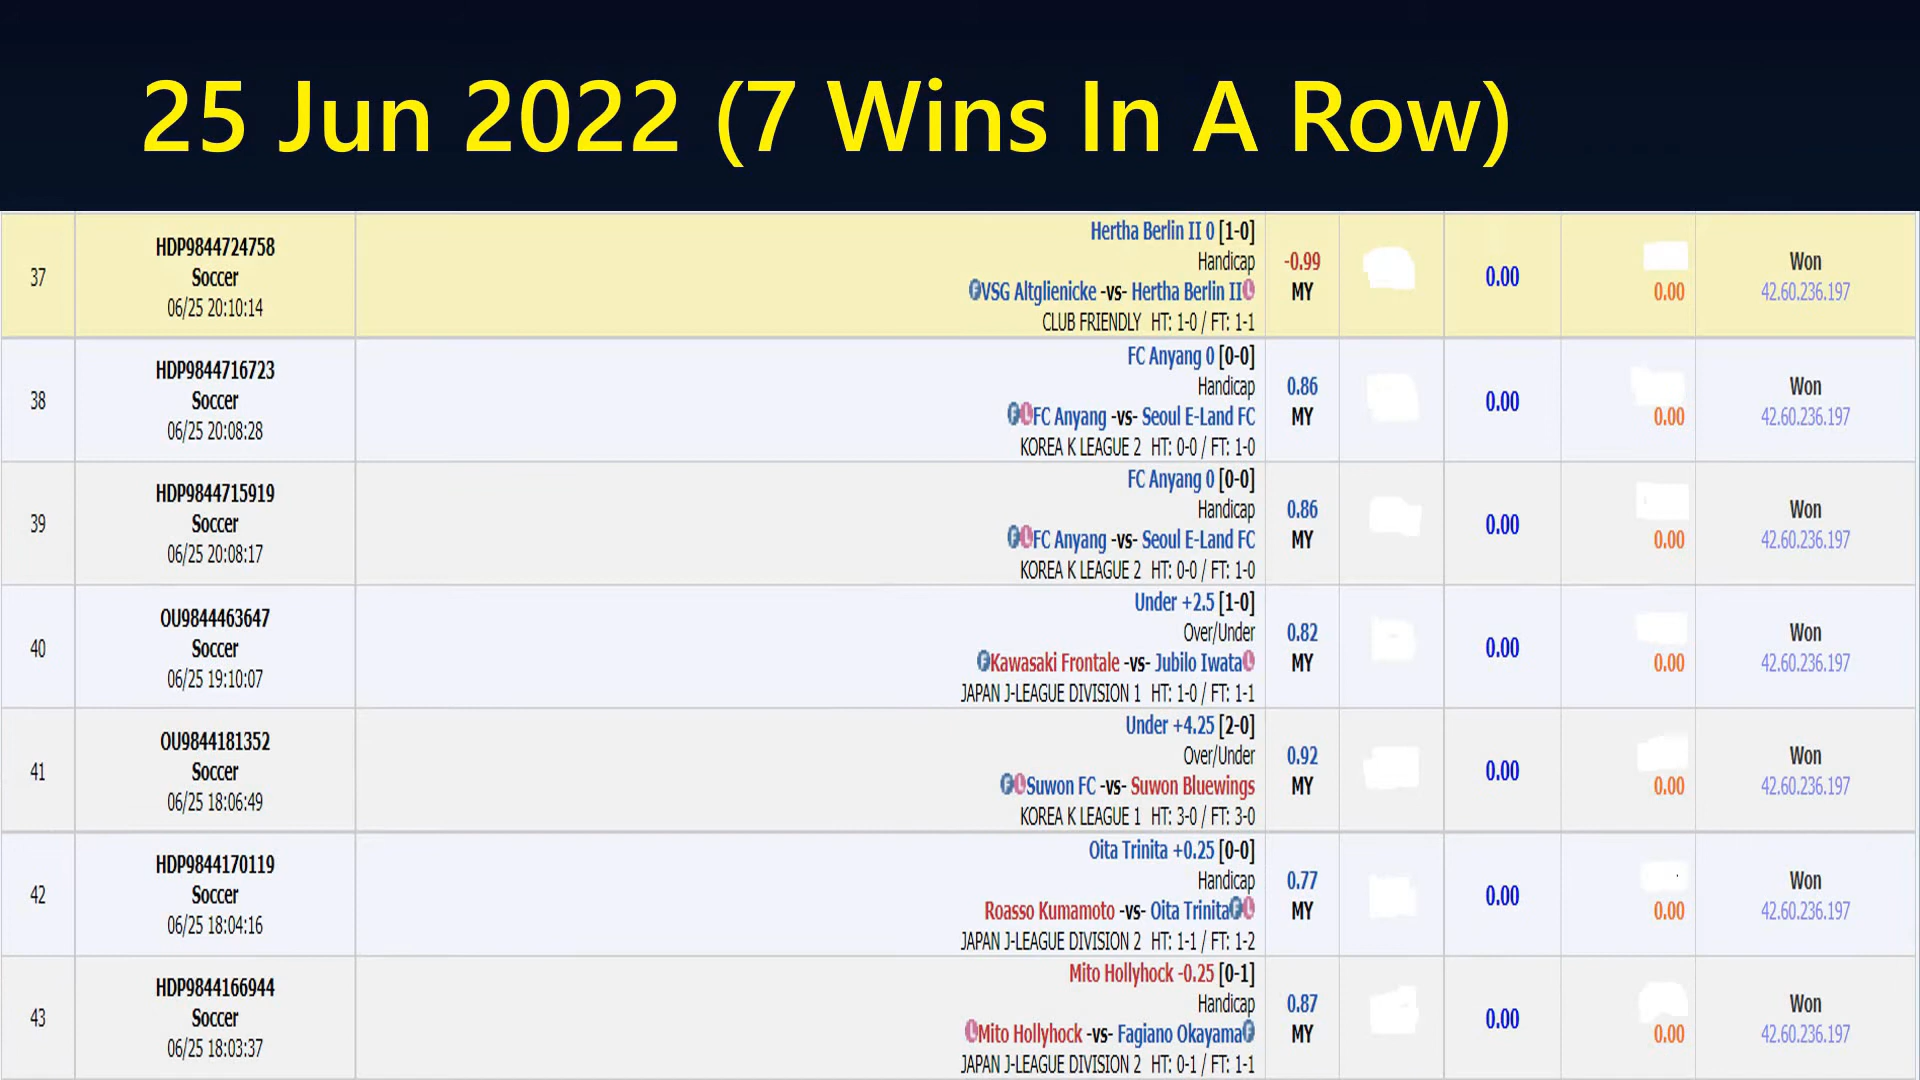 25 Jun 2022 (7 Wins In A Row)
37
HDP9844724758
Soccer
06/25 20:10:14
Hertha Berlin II 0 [1-0]
Handicap
F VSG Altglienicke -vs- Hertha Berlin II L
CLUB FRIENDLY HT: 1-0 / FT: 1-1
-0.99
MY
0.00
0.00
Won
42.60.236.197
38
HDP9844716723
Soccer
06/25 20:08:28
FC Anyang 0 [0-0]
Handicap
F L FC Anyang -vs- Seoul E-Land FC
KOREA K LEAGUE 2 HT: 0-0 / FT: 1-0
0.86
MY
0.00
0.00
Won
42.60.236.197
39
HDP9844715919
Soccer
06/25 20:08:17
FC Anyang 0 [0-0]
Handicap
F L FC Anyang -vs- Seoul E-Land FC
KOREA K LEAGUE 2 HT: 0-0 / FT: 1-0
0.86
MY
0.00
0.00
Won
42.60.236.197
40
OU9844463647
Soccer
06/25 19:10:07
Under +2.5 [1-0]
Over/Under
F Kawasaki Frontale -vs- Jubilo Iwata L
JAPAN J-LEAGUE DIVISION 1 HT: 1-0 / FT: 1-1
0.82
MY
0.00
0.00
Won
42.60.236.197
41
OU9844181352
Soccer
06/25 18:06:49
Under +4.25 [2-0]
Over/Under
F L Suwon FC -vs- Suwon Bluewings
KOREA K LEAGUE 1 HT: 3-0 / FT: 3-0
0.92
MY
0.00
0.00
Won
42.60.236.197
42
HDP9844170119
Soccer
06/25 18:04:16
Oita Trinita +0.25 [0-0]
Handicap
Roasso Kumamoto -vs- Oita Trinita F L
JAPAN J-LEAGUE DIVISION 2 HT: 1-1 / FT: 1-2
0.77
MY
0.00
0.00
Won
42.60.236.197
43
HDP9844166944
Soccer
06/25 18:03:37
Mito Hollyhock -0.25 [0-1]
Handicap
L Mito Hollyhock -vs- Fagiano Okayama F
JAPAN J-LEAGUE DIVISION 2 HT: 0-1 / FT: 1-1
0.87
MY
0.00
0.00
Won
42.60.236.197